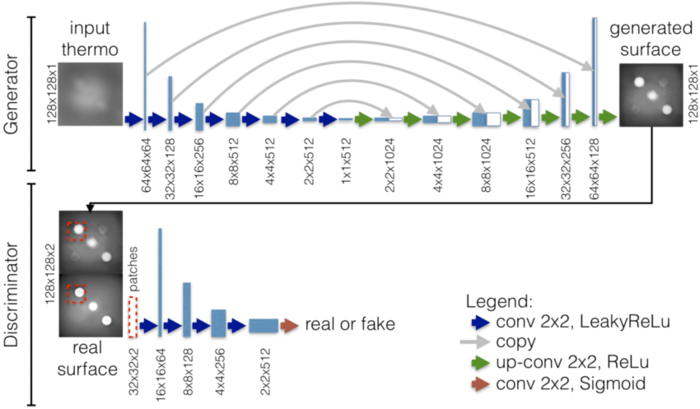 input
thermo
generated
surface
Generator
128x128x1
128x128x1
64x64x64
32x32x128
16x16x256
8x8x512
4x4x512
2x2x512
1x1x512
2x2x1024
4x4x1024
8x8x1024
16x16x512
32x32x256
64x64x128
Discriminator
128x128x2
patches
real or fake
real
surface
32x32x2
16x16x64
8x8x128
4x4x256
2x2x512
Legend:
conv 2x2, LeakyReLu
copy
up-conv 2x2, ReLu
conv 2x2, Sigmoid